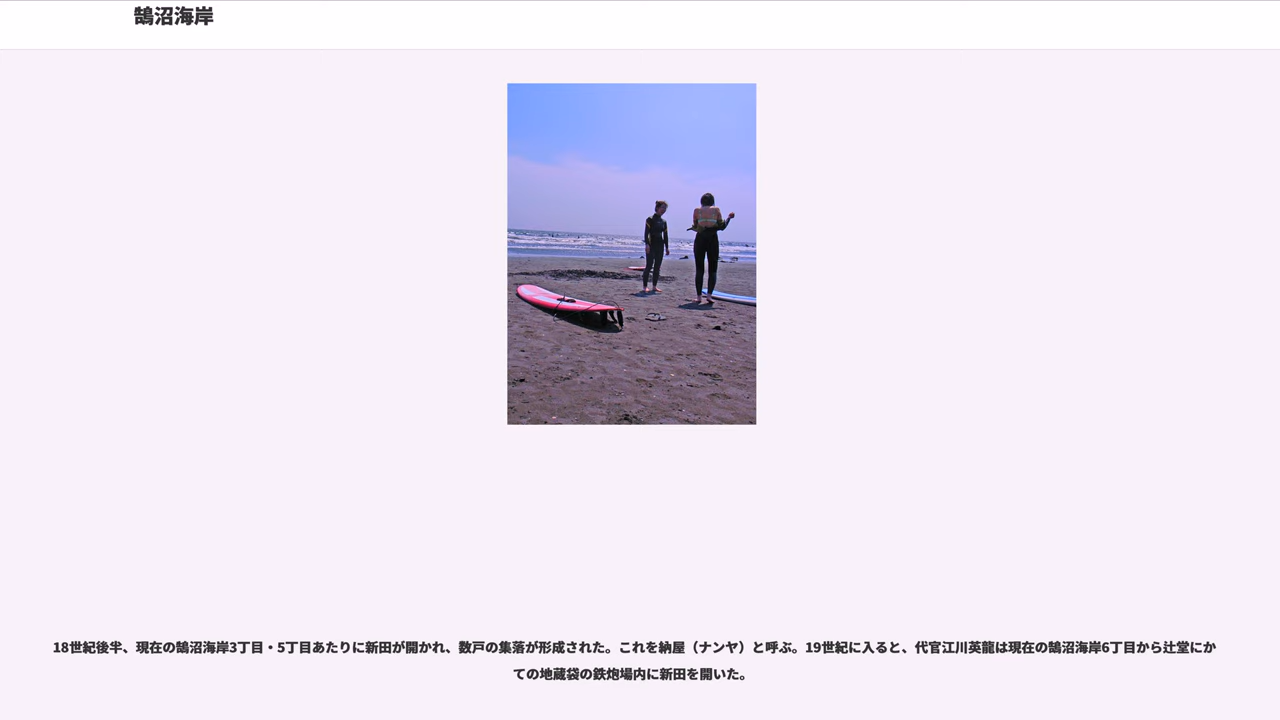 鵠沼海岸
18世紀後半、現在の鵠沼海岸3丁目・5丁目あたりに新田が開かれ、数戸の集落が形成された。これを納屋（ナンヤ）と呼ぶ。19世紀に入ると、代官江川英龍は現在の鵠沼海岸6丁目から辻堂にか
ての地蔵袋の鉄炮場内に新田を開いた。